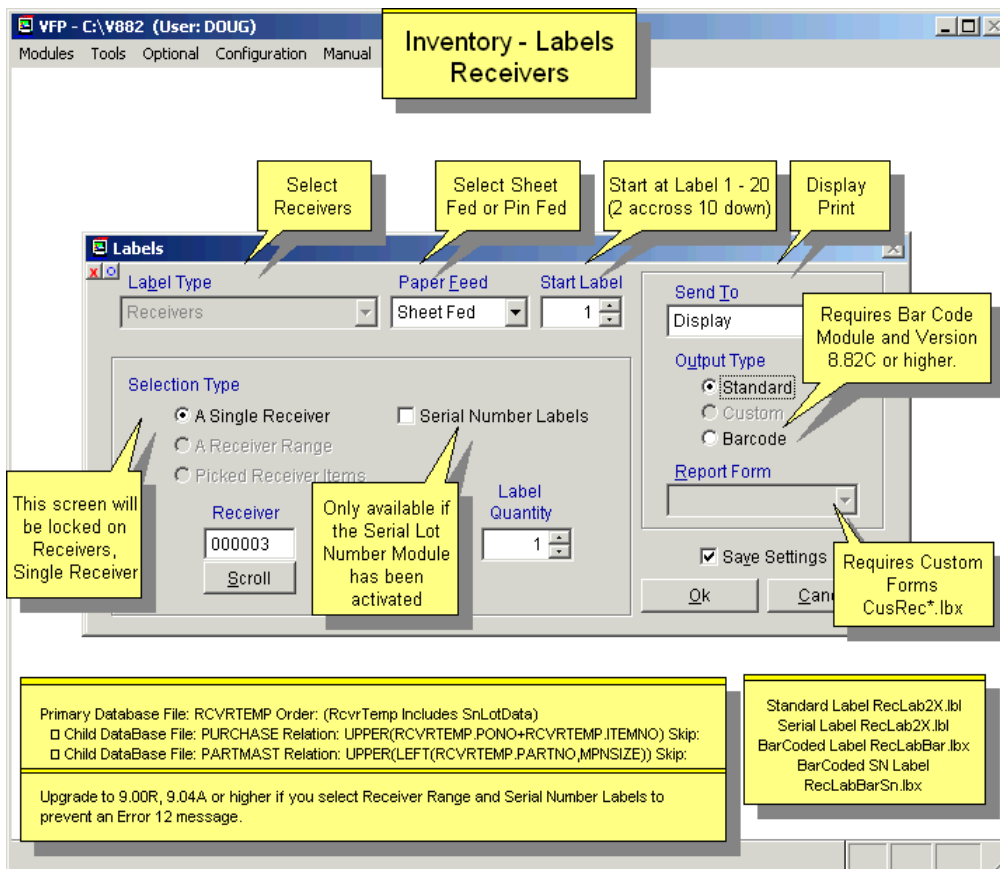 VFP - C:\V882 (User: DOUG)
Modules Tools Optional Configuration Manual
Inventory - Labels
Receivers
Select
Receivers
Select Sheet
Fed or Pin Fed
Start at Label 1 - 20
(2 accross 10 down)
Display
Print
Labels
Label Type
Paper Feed
Start Label
Receivers
Sheet Fed
1
Send To
Display
Requires Bar Code
Module and Version
8.82C or higher.
Output Type
Standard
Custom
Barcode
Selection Type
A Single Receiver
Serial Number Labels
A Receiver Range
Picked Receiver Items
Report Form
This screen will
be locked on
Receivers,
Single Receiver
Receiver
000003
Scroll
Only available if
the Serial Lot
Number Module
has been
activated
Label
Quantity
1
Save Settings
Ok
Requires Custom
Forms
CusRec*.lbx
Primary Database File: RCVRTEMP Order: (RcvrTemp Includes SnLotData)
Child DataBase File: PURCHASE Relation: UPPER(RCVRTEMP.PONO+RCVRTEMP.ITEMNO) Skip:
Child DataBase File: PARTMAST Relation: UPPER(LEFT(RCVRTEMP.PARTNO,MPNSIZE)) Skip:
Upgrade to 9.00R, 9.04A or higher if you select Receiver Range and Serial Number Labels to
prevent an Error 12 message.
Standard Label RecLab2X.lbl
Serial Label RecLab2X.lbl
BarCoded Label RecLabBar.lbx
BarCoded SN Label
RecLabBarSn.lbx